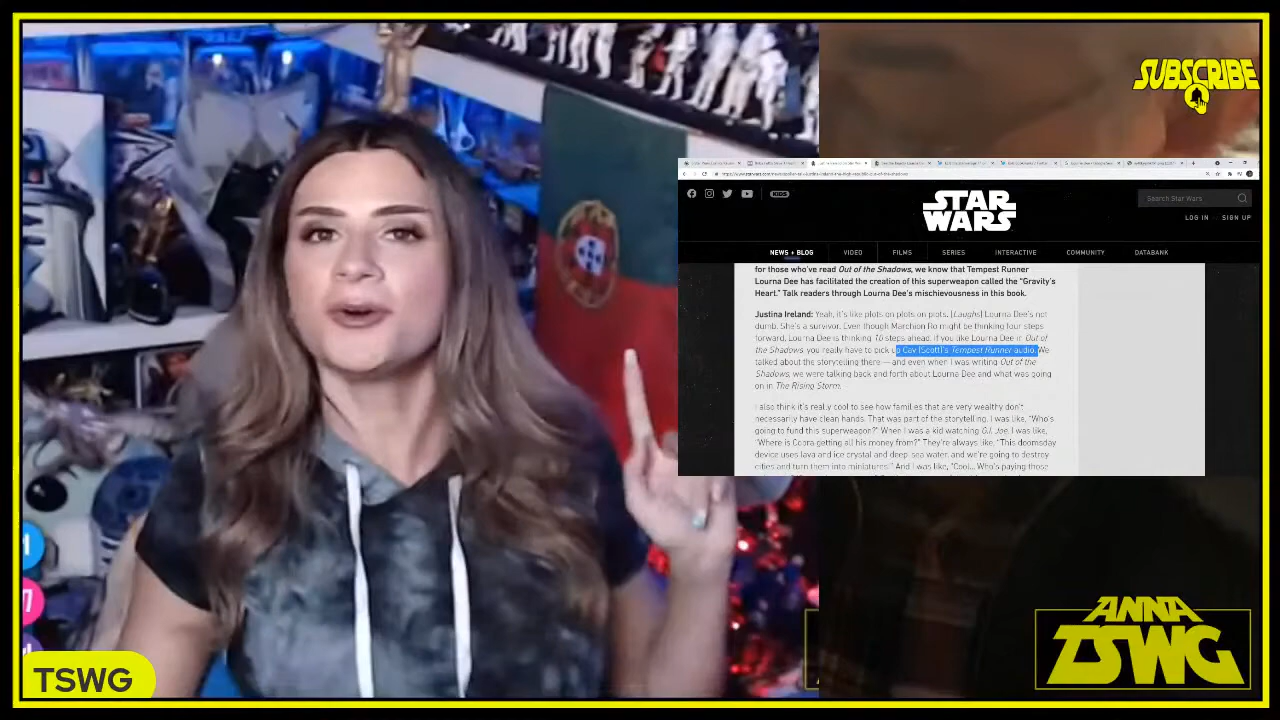 SUBSCRIBE
STAR
WARS
KIDS
Search Star Wars
LOG IN SIGN UP
NEWS + BLOG VIDEO FILMS SERIES INTERACTIVE COMMUNITY DATABANK
for those who've read Out of the Shadows, we know that Tempest Runner
Lourna Dee has facilitated the creation of this superweapon called the "Gravity's
Heart." Talk readers through Lourna Dee's mischievousness in this book.
Justina Ireland: Yeah, it's like plots on plots on plots. [Laughs] Lourna Dee's not
dumb. She's a survivor. Even though Marchion Ro might be thinking four steps
forward, Lourna Dee is thinking 10 steps ahead. If you like Lourna Dee in Out of
the Shadows, you really have to pick up Cav [Scott]'s Tempest Runner audio. We
talked about the storytelling there — and even when I was writing Out of the
Shadows, we were talking back and forth about Lourna Dee and what was going
on in The Rising Storm.
I also think it's really cool to see how families that are very wealthy don't
necessarily have clean hands. That was part of the storytelling. I was like, "Who's
going to fund this superweapon?" When I was a kid watching G.I. Joe, I was like,
"Where is Cobra getting all his money from?" They're always like, "This doomsday
device uses lava and ice crystal and deep sea water, and we're going to destroy
cities and turn them into miniatures!" And I was like, "Cool... Who's paying those
ANNA
TSWG
TSWG